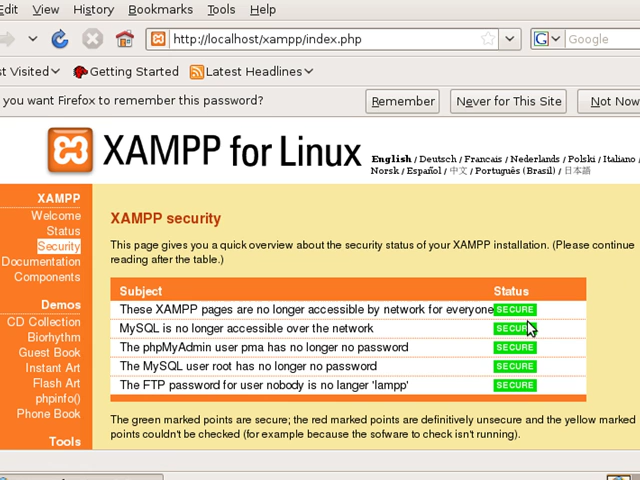 Edit View History Bookmarks Tools Help
http://localhost/xampp/index.php
Google
st Visited Getting Started Latest Headlines
you want Firefox to remember this password?
Remember Never for This Site Not Now
XAMPP for Linux
English / Deutsch / Francais / Nederlands / Polski / Italiano
Norsk / Español / 中文 / Português (Brasil) / 日本語
XAMPP
Welcome
Status
Security
Documentation
Components
Demos
CD Collection
Biorhythm
Guest Book
Instant Art
Flash Art
phpinfo()
Phone Book
Tools
XAMPP security
This page gives you a quick overview about the security status of your XAMPP installation. (Please continue
reading after the table.)
Subject Status
These XAMPP pages are no longer accessible by network for everyone SECURE
MySQL is no longer accessible over the network SECURE
The phpMyAdmin user pma has no longer no password SECURE
The MySQL user root has no longer no password SECURE
The FTP password for user nobody is no langer 'lampp' SECURE
The green marked points are secure; the red marked points are definitively unsecure and the yellow marked
points couldn't be checked (for example because the sofware to check isn't running).